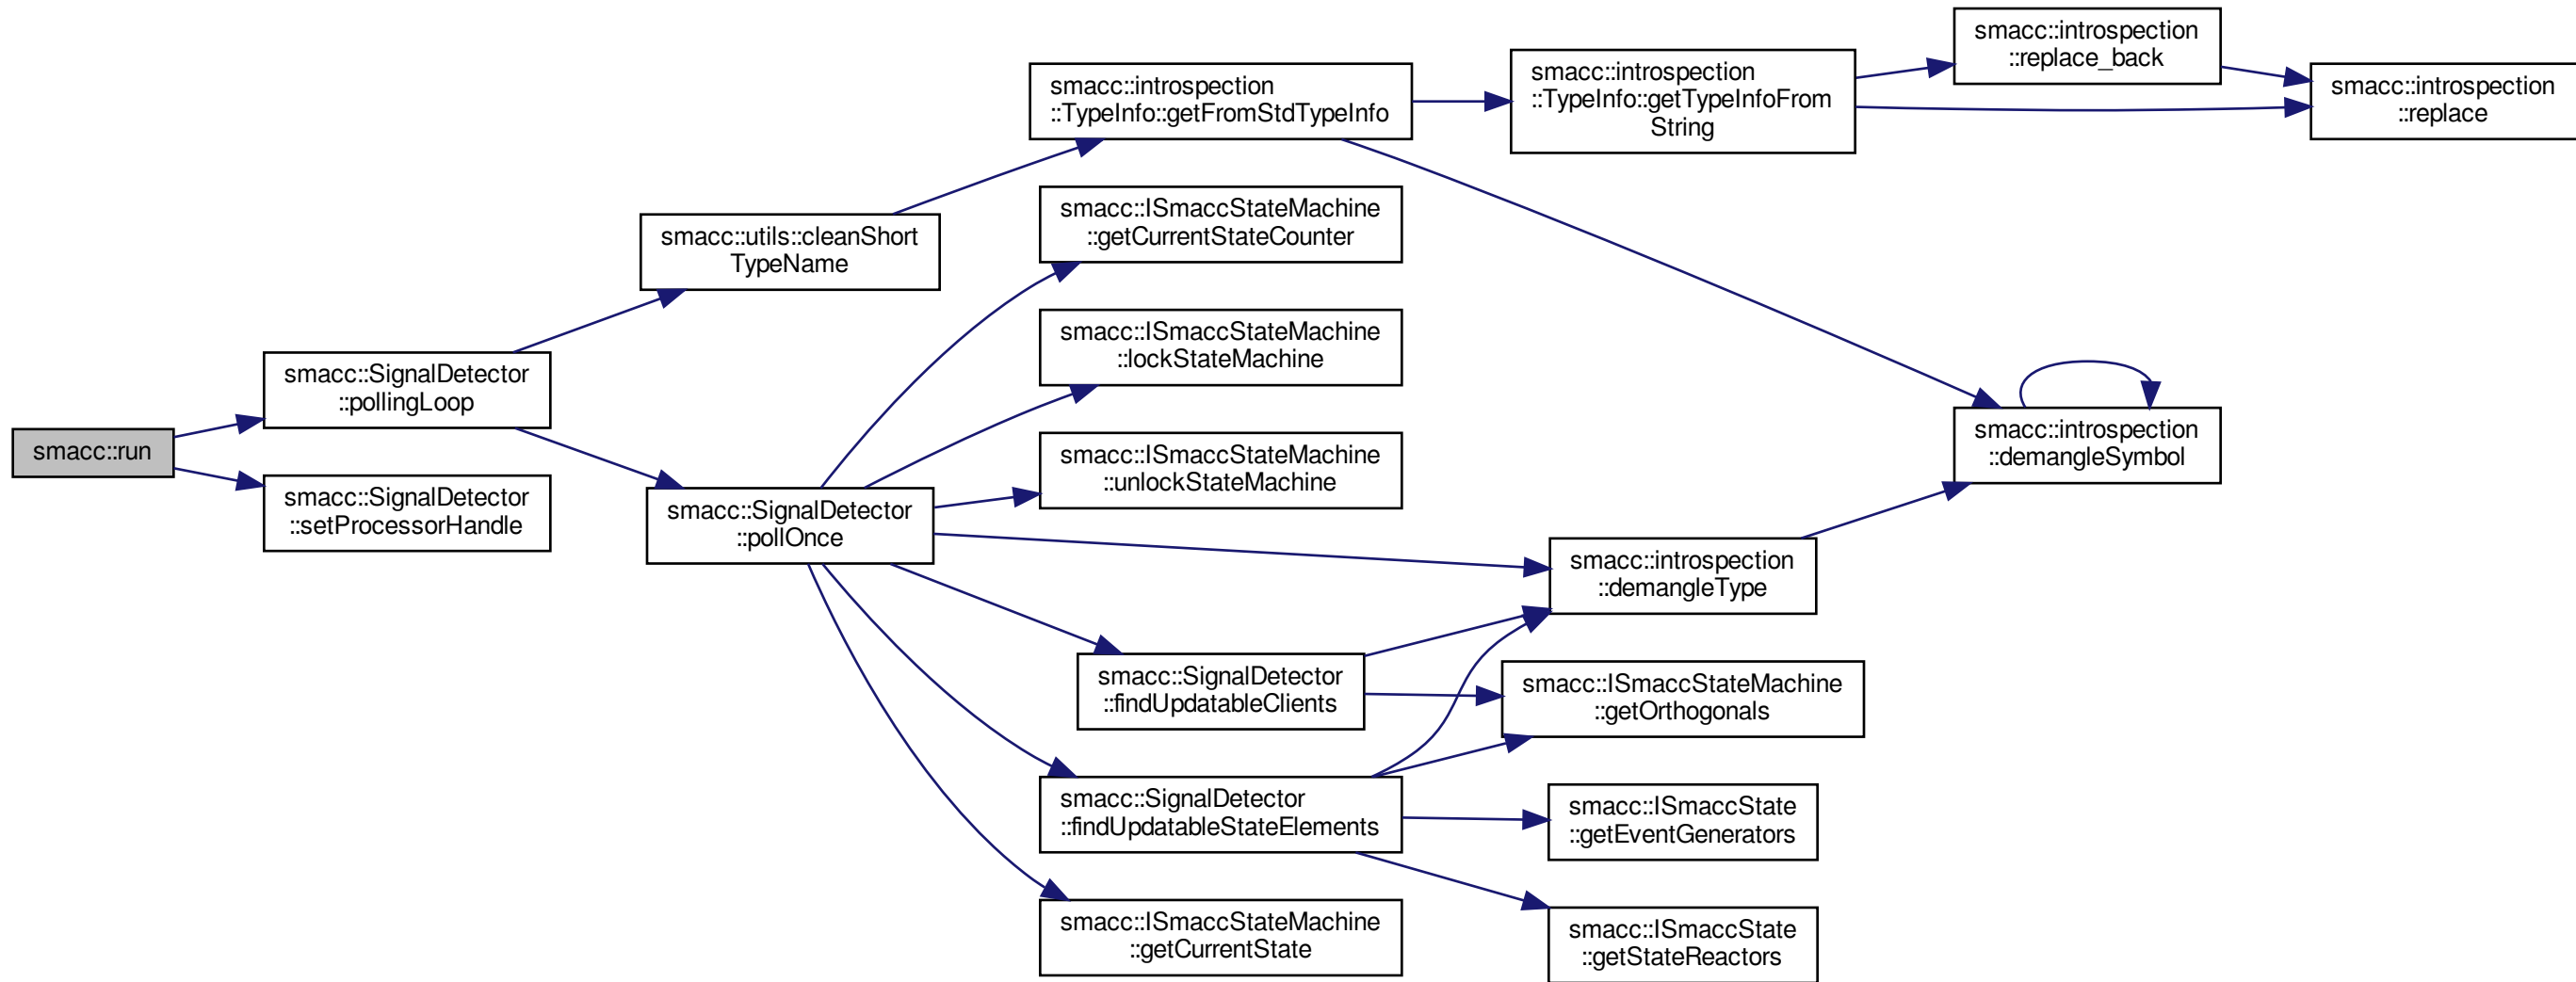 smacc::run
smacc::SignalDetector
::pollingLoop
smacc::SignalDetector
::setProcessorHandle
smacc::utils::cleanShort
TypeName
smacc::SignalDetector
::pollOnce
smacc::introspection
::TypeInfo::getFromStdTypeInfo
smacc::ISmaccStateMachine
::getCurrentStateCounter
smacc::ISmaccStateMachine
::lockStateMachine
smacc::ISmaccStateMachine
::unlockStateMachine
smacc::SignalDetector
::findUpdatableClients
smacc::SignalDetector
::findUpdatableStateElements
smacc::ISmaccStateMachine
::getCurrentState
smacc::introspection
::TypeInfo::getTypeInfoFrom
String
smacc::introspection
::demangleType
smacc::ISmaccStateMachine
::getOrthogonals
smacc::ISmaccState
::getEventGenerators
smacc::ISmaccState
::getStateReactors
smacc::introspection
::replace_back
smacc::introspection
::demangleSymbol
smacc::introspection
::replace